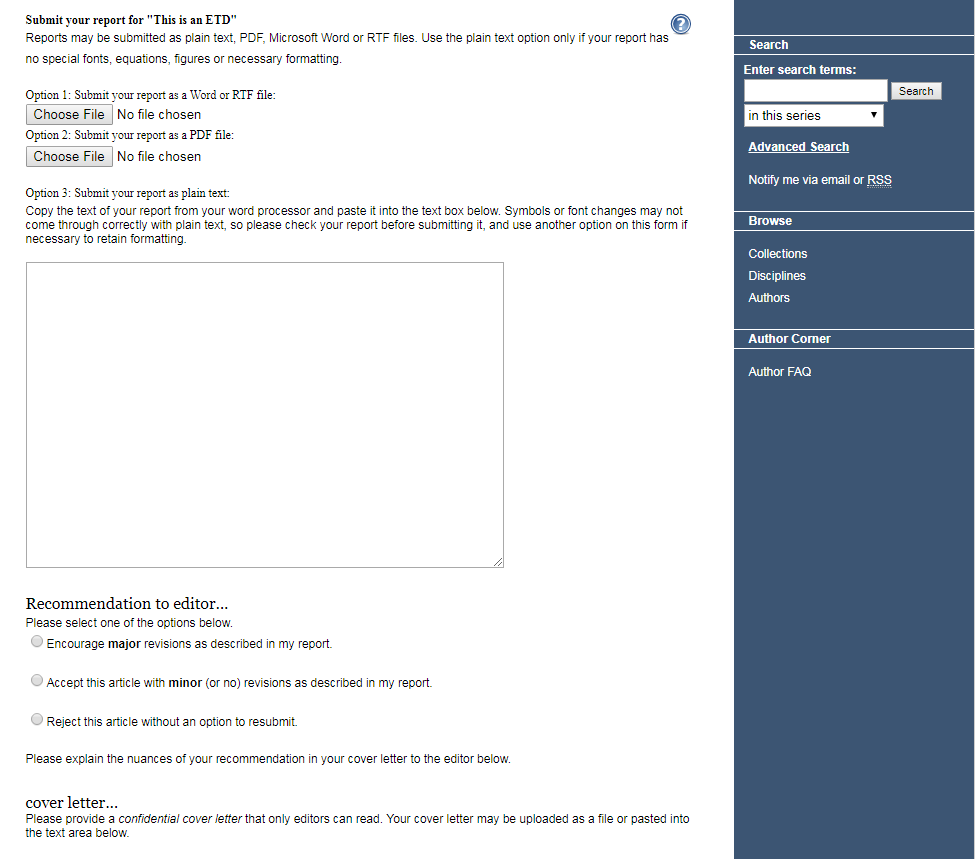 Submit your report for "This is an ETD"
Reports may be submitted as plain text, PDF, Microsoft Word or RTF files. Use the plain text option only if your report has
no special fonts, equations, figures or necessary formatting.
?
Option 1: Submit your report as a Word or RTF file:
Choose File No file chosen
Option 2: Submit your report as a PDF file:
Choose File No file chosen
Option 3: Submit your report as plain text:
Copy the text of your report from your word processor and paste it into the text box below. Symbols or font changes may not
come through correctly with plain text, so please check your report before submitting it, and use another option on this form if
necessary to retain formatting.
Recommendation to editor...
Please select one of the options below.
Encourage major revisions as described in my report.
Accept this article with minor (or no) revisions as described in my report.
Reject this article without an option to resubmit.
Please explain the nuances of your recommendation in your cover letter to the editor below.
cover letter...
Please provide a confidential cover letter that only editors can read. Your cover letter may be uploaded as a file or pasted into
the text area below.
Search
Enter search terms:
Search
in this series
Advanced Search
Notify me via email or RSS
Browse
Collections
Disciplines
Authors
Author Corner
Author FAQ